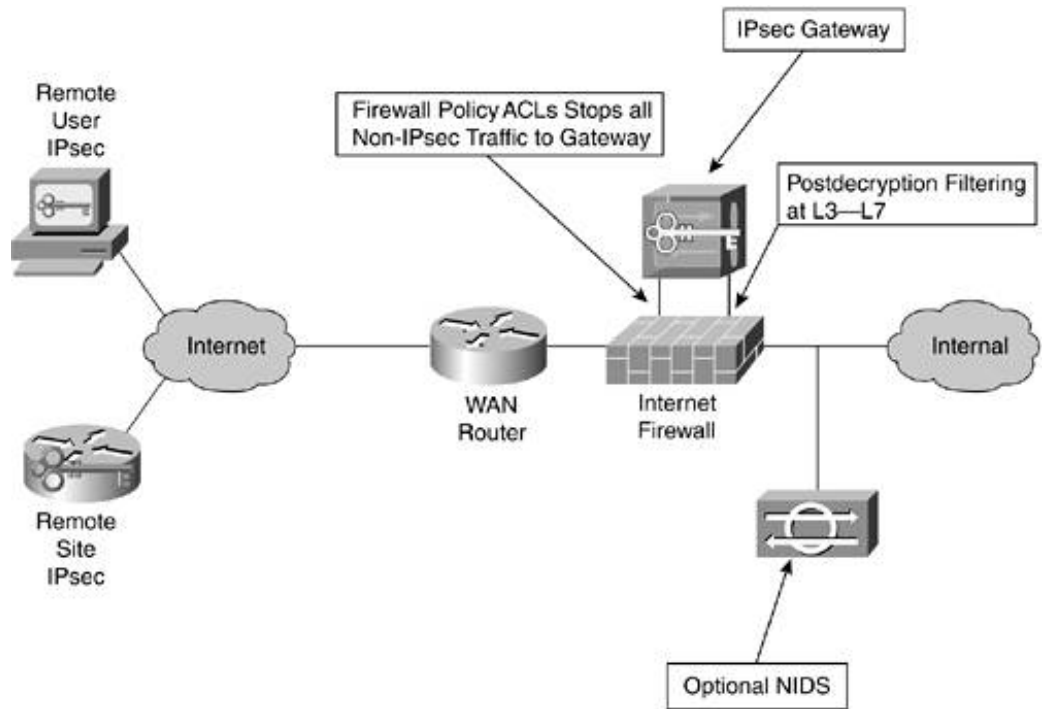 IPsec Gateway
Remote
User
IPsec
Firewall Policy ACLs Stops all
Non-IPsec Traffic to Gateway
Postdecryption Filtering
at L3—L7
Internet
WAN
Router
Internet
Firewall
Internal
Remote
Site
IPsec
Optional NIDS